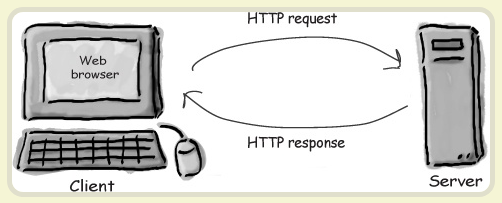 HTTP request
Web
browser
HTTP response
Client
Server